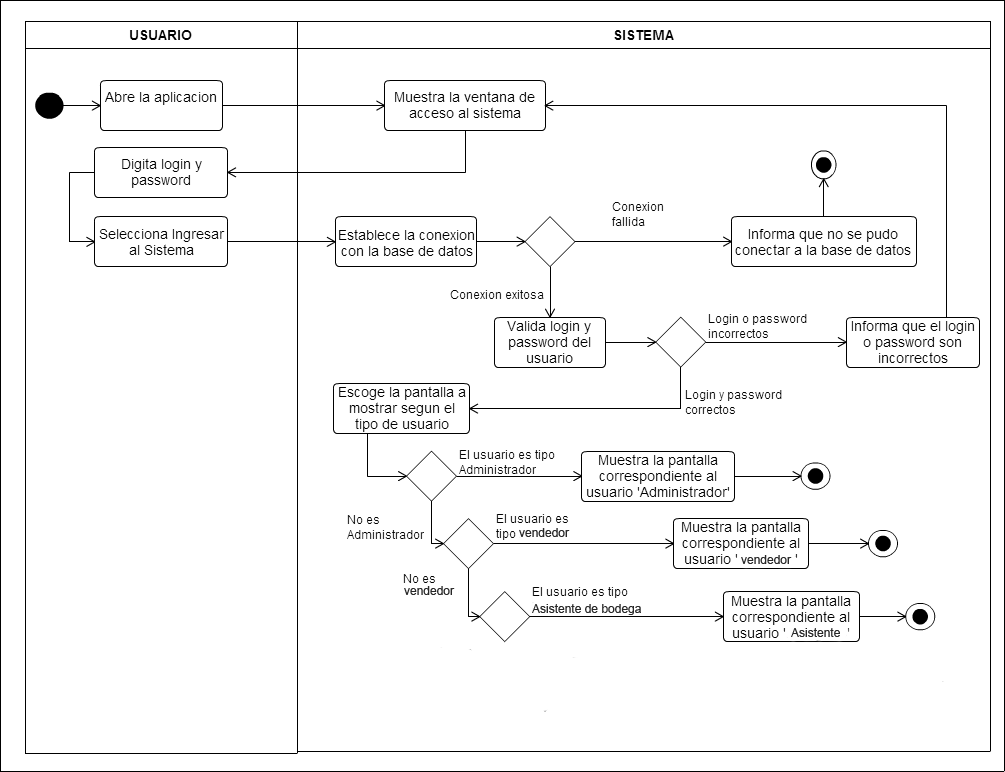 USUARIO
SISTEMA
Abre la aplicacion
Muestra la ventana de
acceso al sistema
Digita login y
password
Selecciona Ingresar
al Sistema
Establece la conexion
con la base de datos
Conexion
fallida
Informa que no se pudo
conectar a la base de datos
Conexion exitosa
Valida login y
password del
usuario
Login o password
incorrectos
Informa que el login
o password son
incorrectos
Login y password
correctos
Escoge la pantalla a
mostrar segun el
tipo de usuario
El usuario es tipo
Administrador
Muestra la pantalla
correspondiente al
usuario 'Administrador'
No es
Administrador
El usuario es
tipo vendedor
Muestra la pantalla
correspondiente al
usuario ' vendedor '
No es
vendedor
El usuario es tipo
Asistente de bodega
Muestra la pantalla
correspondiente al
usuario ' Asistente '